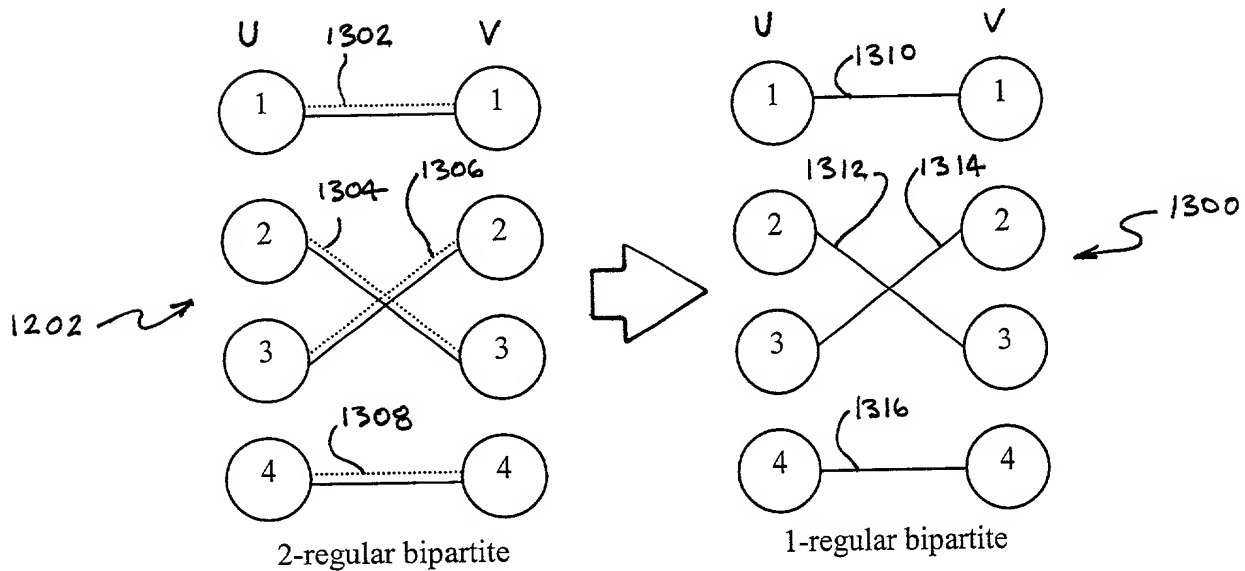 U 1302 V U 1310 V
1 1 1 1
1304 1306 1312 1314
2 2 2 2 1300
1202
3 3 3 3
1308 1316
4 4 4 4
2-regular bipartite 1-regular bipartite